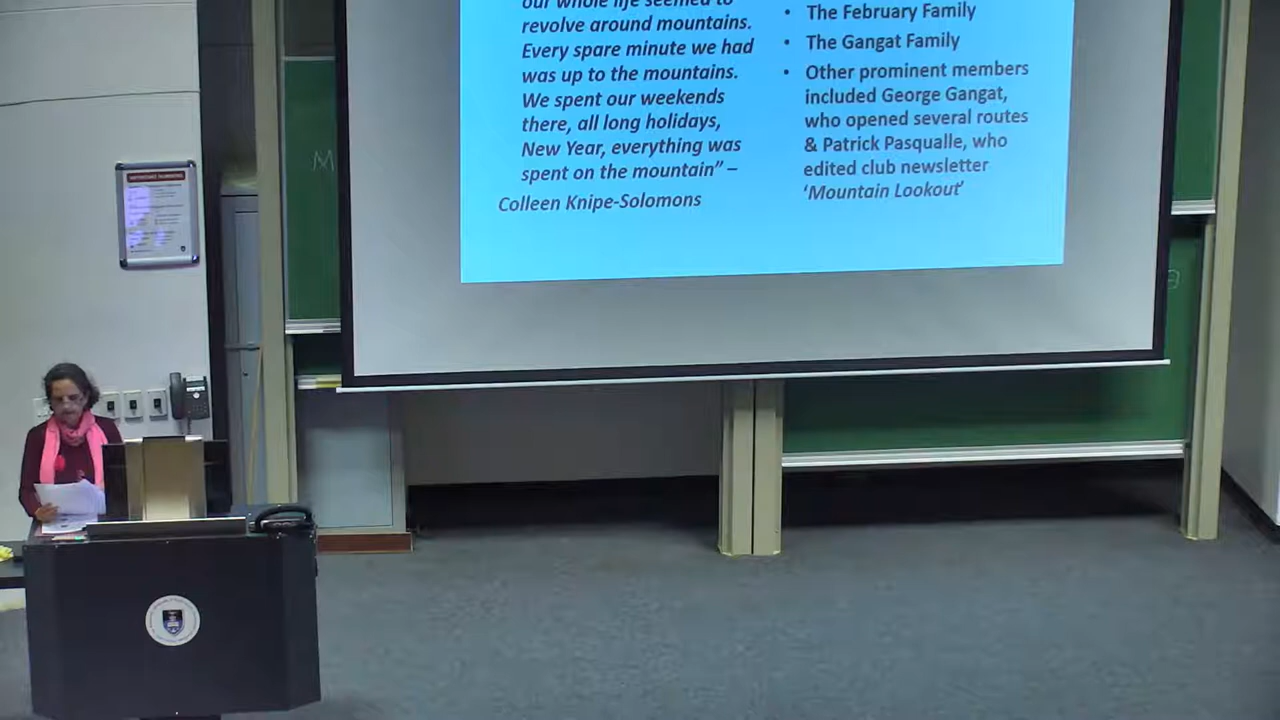 our whole life seemed to
revolve around mountains.
Every spare minute we had
was up to the mountains.
We spent our weekends
there, all long holidays,
New Year, everything was
spent on the mountain” –
Colleen Knipe-Solomons
• The February Family
• The Gangat Family
• Other prominent members
included George Gangat,
who opened several routes
& Patrick Pasqualle, who
edited club newsletter
‘Mountain Lookout’
M